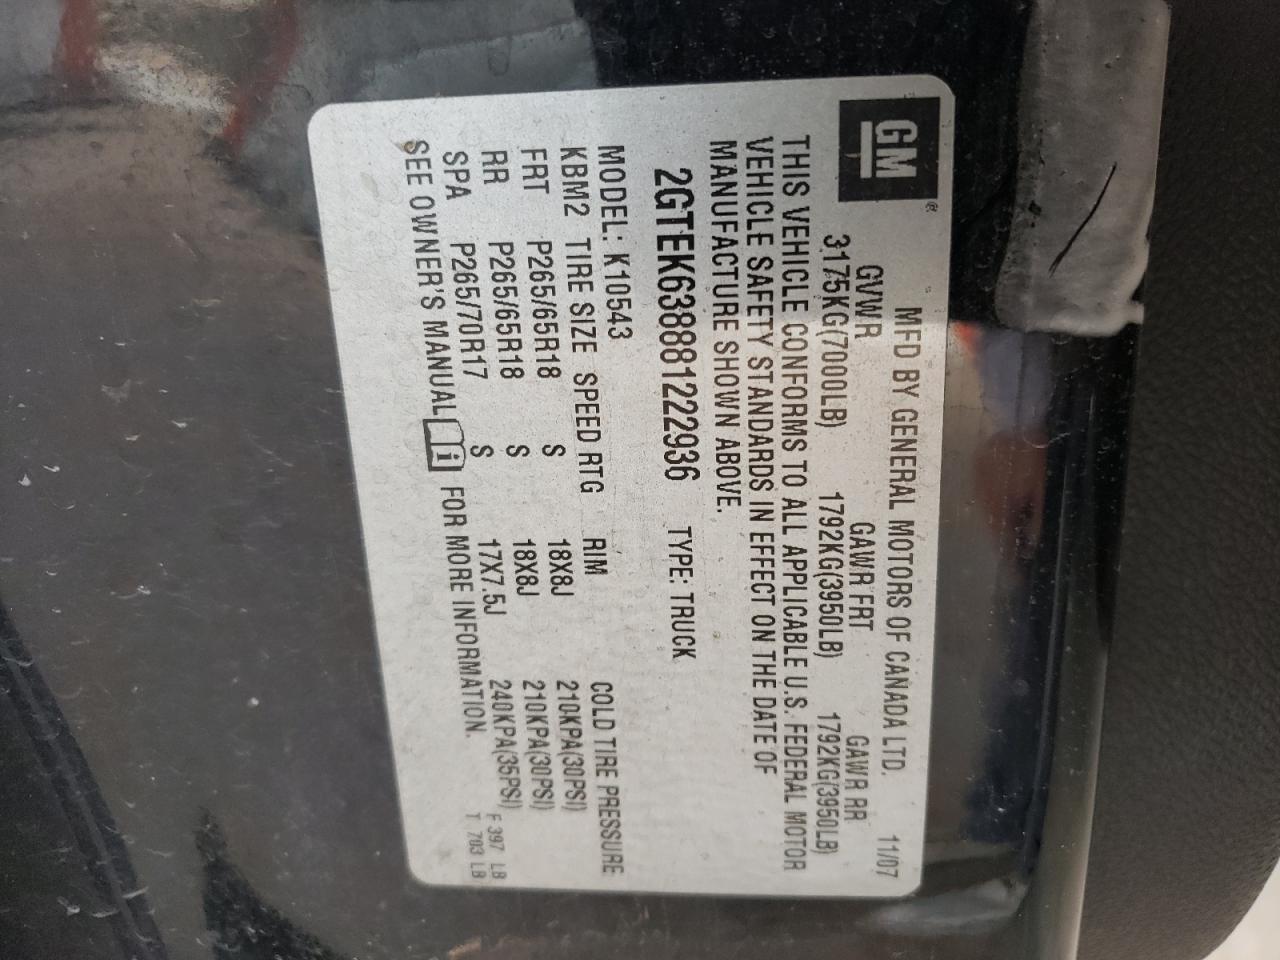 GM®
MFD BY GENERAL MOTORS OF CANADA LTD. 11/07
GVWR GAWR FRT GAWR RR
3175KG(7000LB) 1792KG(3950LB) 1792KG(3950LB)
THIS VEHICLE CONFORMS TO ALL APPLICABLE U.S. FEDERAL MOTOR
VEHICLE SAFETY STANDARDS IN EFFECT ON THE DATE OF
MANUFACTURE SHOWN ABOVE.
2GTEK638881222936 TYPE: TRUCK
MODEL: K10543
KBM2 TIRE SIZE SPEED RTG RIM COLD TIRE PRESSURE
FRT P265/65R18 S 18X8J 210KPA(30PSI)
RR P265/65R18 S 18X8J 210KPA(30PSI)
SPA P265/70R17 S 17X7.5J 240KPA(35PSI) F 397 LB
SEE OWNER'S MANUAL i FOR MORE INFORMATION. T 703 LB